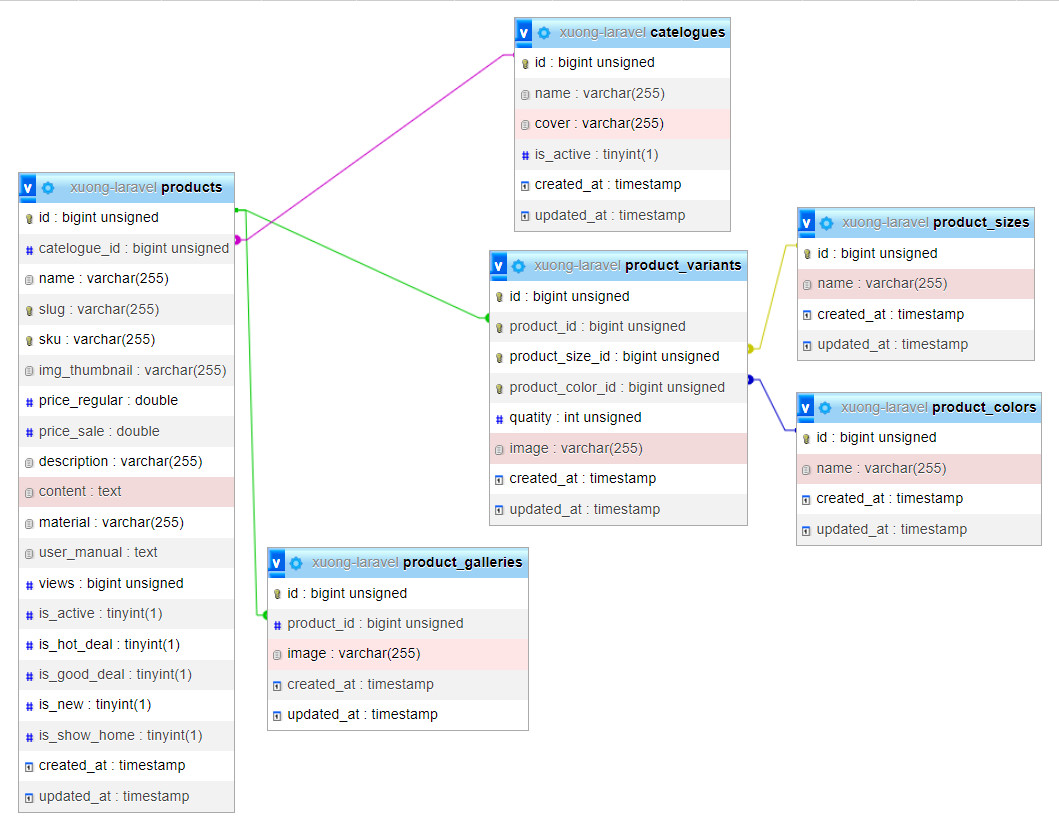 v xuong-laravel catelogues
id : bigint unsigned
name : varchar(255)
cover : varchar(255)
is_active : tinyint(1)
created_at : timestamp
updated_at : timestamp
v xuong-laravel products
id : bigint unsigned
catelogue_id : bigint unsigned
name : varchar(255)
slug : varchar(255)
sku : varchar(255)
img_thumbnail : varchar(255)
price_regular : double
price_sale : double
description : varchar(255)
content : text
material : varchar(255)
user_manual : text
views : bigint unsigned
is_active : tinyint(1)
is_hot_deal : tinyint(1)
is_good_deal : tinyint(1)
is_new : tinyint(1)
is_show_home : tinyint(1)
created_at : timestamp
updated_at : timestamp
v xuong-laravel product_variants
id : bigint unsigned
product_id : bigint unsigned
product_size_id : bigint unsigned
product_color_id : bigint unsigned
quatity : int unsigned
image : varchar(255)
created_at : timestamp
updated_at : timestamp
v xuong-laravel product_sizes
id : bigint unsigned
name : varchar(255)
created_at : timestamp
updated_at : timestamp
v xuong-laravel product_colors
id : bigint unsigned
name : varchar(255)
created_at : timestamp
updated_at : timestamp
v xuong-laravel product_galleries
id : bigint unsigned
product_id : bigint unsigned
image : varchar(255)
created_at : timestamp
updated_at : timestamp